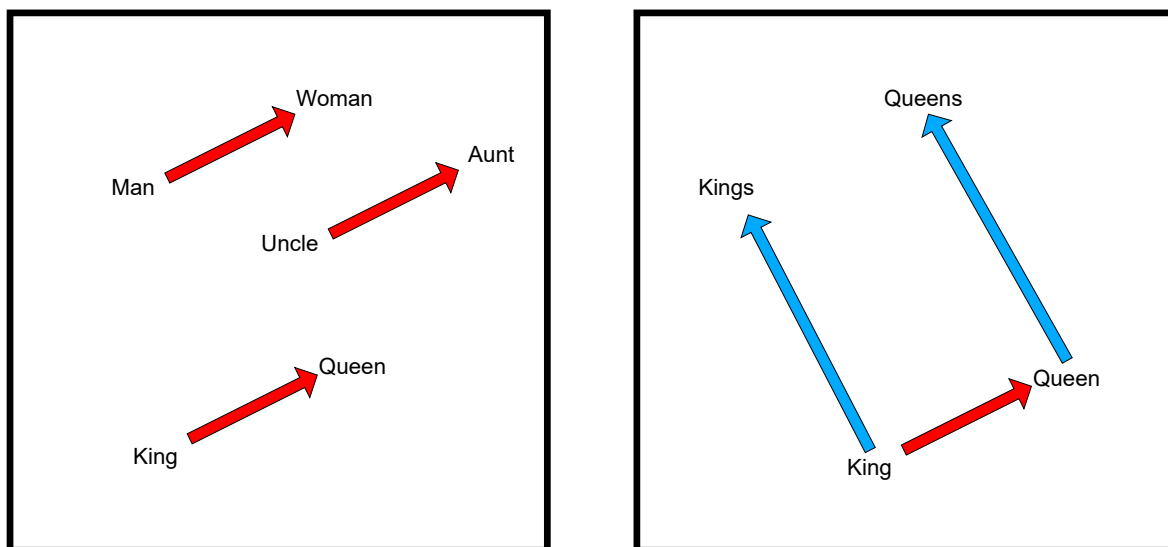 Woman
Aunt
Man
Uncle
Queen
King
Queens
Kings
Queen
King